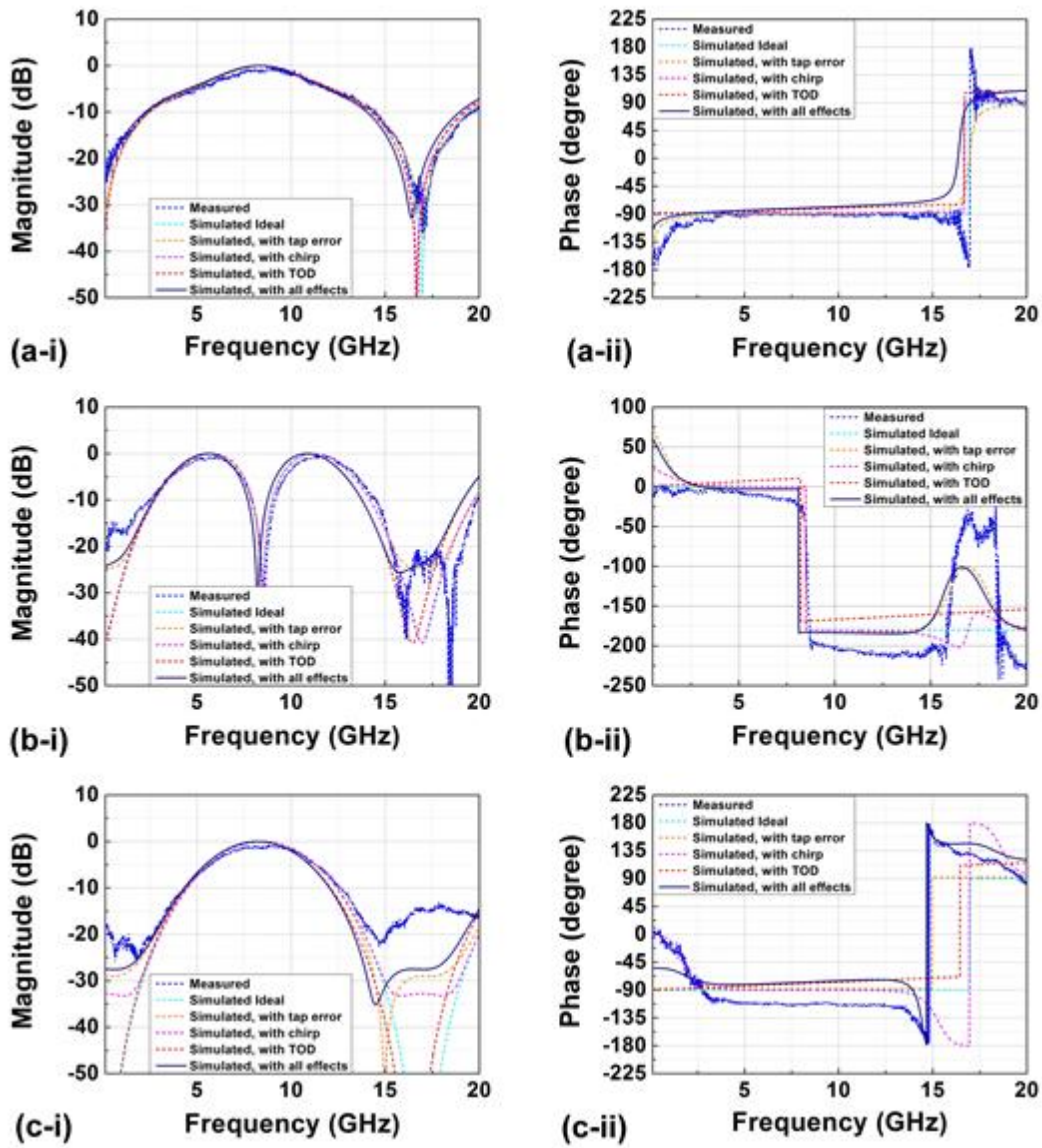 10
0
-10
-20
-30
-40
-50
Magnitude (dB)
Measured
Simulated Ideal
Simulated, with tap error
Simulated, with chirp
Simulated, with TOD
Simulated, with all effects
5 10 15 20
(a-i) Frequency (GHz)
225
180
135
90
45
0
-45
-90
-135
-180
-225
Phase (degree)
Measured
Simulated Ideal
Simulated, with tap error
Simulated, with chirp
Simulated, with TOD
Simulated, with all effects
5 10 15 20
(a-ii) Frequency (GHz)
10
0
-10
-20
-30
-40
-50
Magnitude (dB)
Measured
Simulated Ideal
Simulated, with tap error
Simulated, with chirp
Simulated, with TOD
Simulated, with all effects
5 10 15 20
(b-i) Frequency (GHz)
100
50
0
-50
-100
-150
-200
-250
Phase (degree)
Measured
Simulated Ideal
Simulated, with tap error
Simulated, with chirp
Simulated, with TOD
Simulated, with all effects
5 10 15 20
(b-ii) Frequency (GHz)
10
0
-10
-20
-30
-40
-50
Magnitude (dB)
Measured
Simulated Ideal
Simulated, with tap error
Simulated, with chirp
Simulated, with TOD
Simulated, with all effects
5 10 15 20
(c-i) Frequency (GHz)
225
180
135
90
45
0
-45
-90
-135
-180
-225
Phase (degree)
Measured
Simulated Ideal
Simulated, with tap error
Simulated, with chirp
Simulated, with TOD
Simulated, with all effects
5 10 15 20
(c-ii) Frequency (GHz)